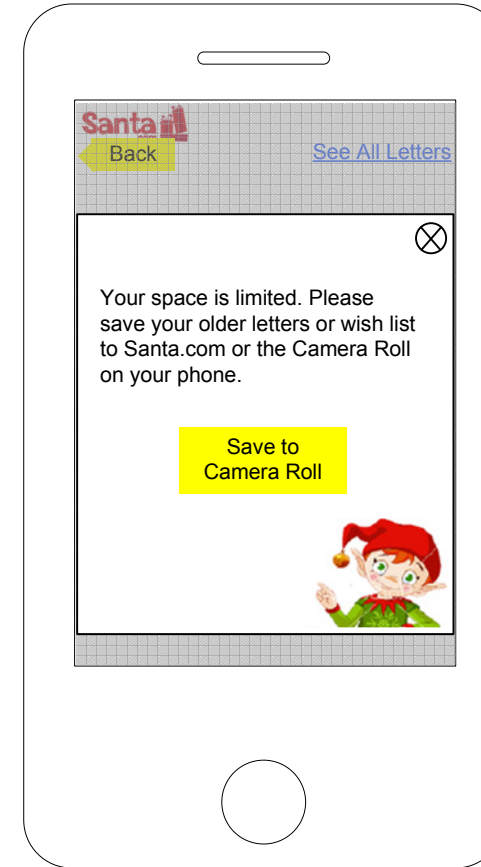 Santa
.com
Back
See All Letters
Your space is limited. Please
save your older letters or wish list
to Santa.com or the Camera Roll
on your phone.
Save to
Camera Roll